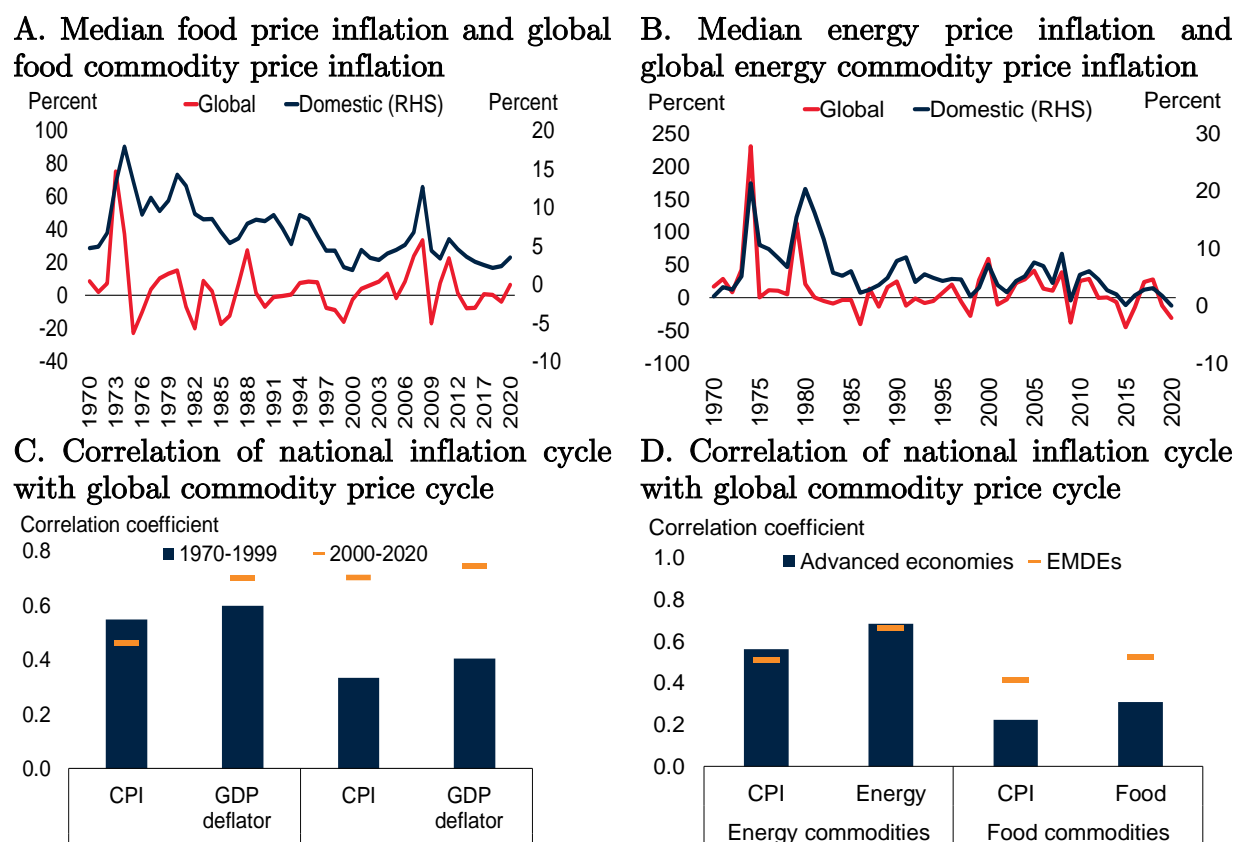 A. Median food price inflation and global
food commodity price inflation
Percent
Global
Domestic (RHS)
Percent
100
80
60
40
20
0
-20
-40
20
15
10
5
0
-5
-10
1970
1973
1976
1979
1982
1985
1988
1991
1994
1997
2000
2003
2006
2009
2012
2017
2020
B. Median energy price inflation and
global energy commodity price inflation
Percent
Global
Domestic (RHS)
Percent
250
200
150
100
50
0
-50
-100
30
20
10
0
-10
1970
1975
1980
1985
1990
1995
2000
2005
2010
2015
2020
C. Correlation of national inflation cycle
with global commodity price cycle
Correlation coefficient
1970-1999
2000-2020
0.8
0.6
0.4
0.2
0.0
CPI
GDP
deflator
CPI
GDP
deflator
D. Correlation of national inflation cycle
with global commodity price cycle
Correlation coefficient
Advanced economies
EMDEs
1.0
0.8
0.6
0.4
0.2
0.0
CPI
Energy
CPI
Food
Energy commodities
Food commodities